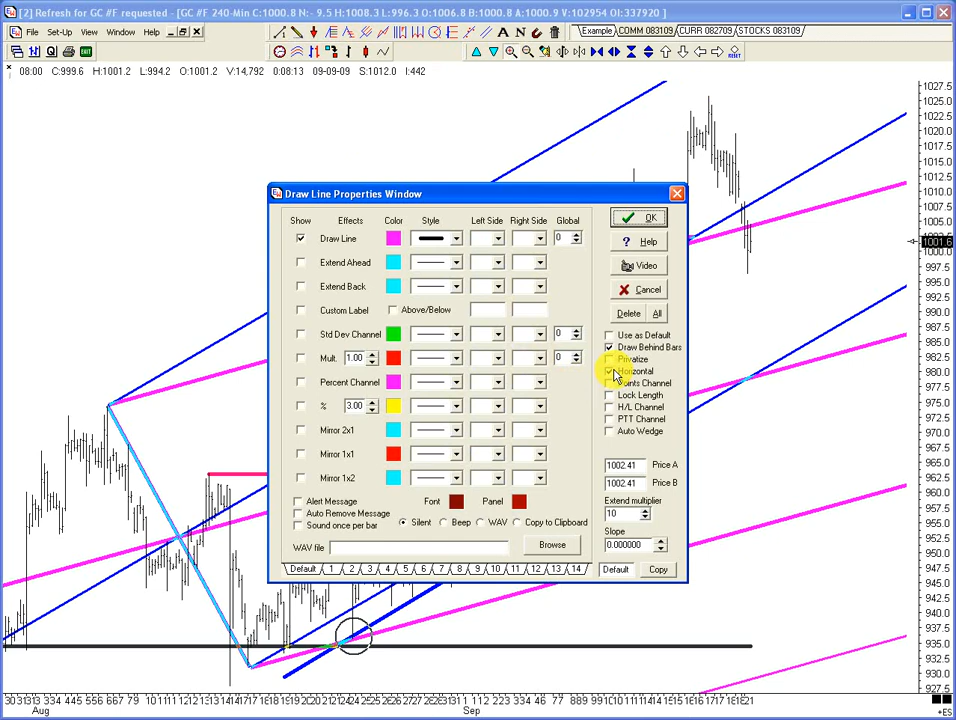 [2] Refresh for GC #F requested - [GC #F 240-Min C:1000.8 N:- 9.5 H:1008.3 L:996.3 O:1006.8 B:1000.8 A:1000.9 V:102954 OI:337920 ]
File Set-Up View Window Help
Example COMM 083109 CURR 082709 STOCKS 083109
EXIT
RESET
08:00 C:999.6 H:1001.2 L:994.2 O:1001.2 V:14,792 0:08:13 09-09-09 S:1012.0 I:442
1027.5
1025.0
1022.5
1020.0
1017.5
1015.0
1012.5
1010.0
1007.5
1005.0
1001.6
1000.0
997.5
995.0
992.5
990.0
987.5
985.0
982.5
980.0
977.5
975.0
972.5
970.0
967.5
965.0
962.5
960.0
957.5
955.0
952.5
950.0
947.5
945.0
942.5
940.0
937.5
935.0
932.5
930.0
927.5
Draw Line Properties Window
Show Effects Color Style Left Side Right Side Global
Draw Line 0
Extend Ahead
Extend Back
Custom Label Above/Below
Std Dev Channel 0
Mult. 1.00 0
Percent Channel
% 3.00
Mirror 2x1
Mirror 1x1
Mirror 1x2
Alert Message Font Panel
Auto Remove Message
Sound once per bar Silent Beep WAV Copy to Clipboard
WAV file Browse
Default 1 2 3 4 5 6 7 8 9 10 11 12 13 14
OK
Help
Video
Cancel
Delete All
Use as Default
Draw Behind Bars
Privatize
Horizontal
Points Channel
Lock Length
H/L Channel
PTT Channel
Auto Wedge
1002.41 Price A
1002.41 Price B
Extend multiplier
10
Slope
0.000000
Default Copy
Aug Sep
+ES